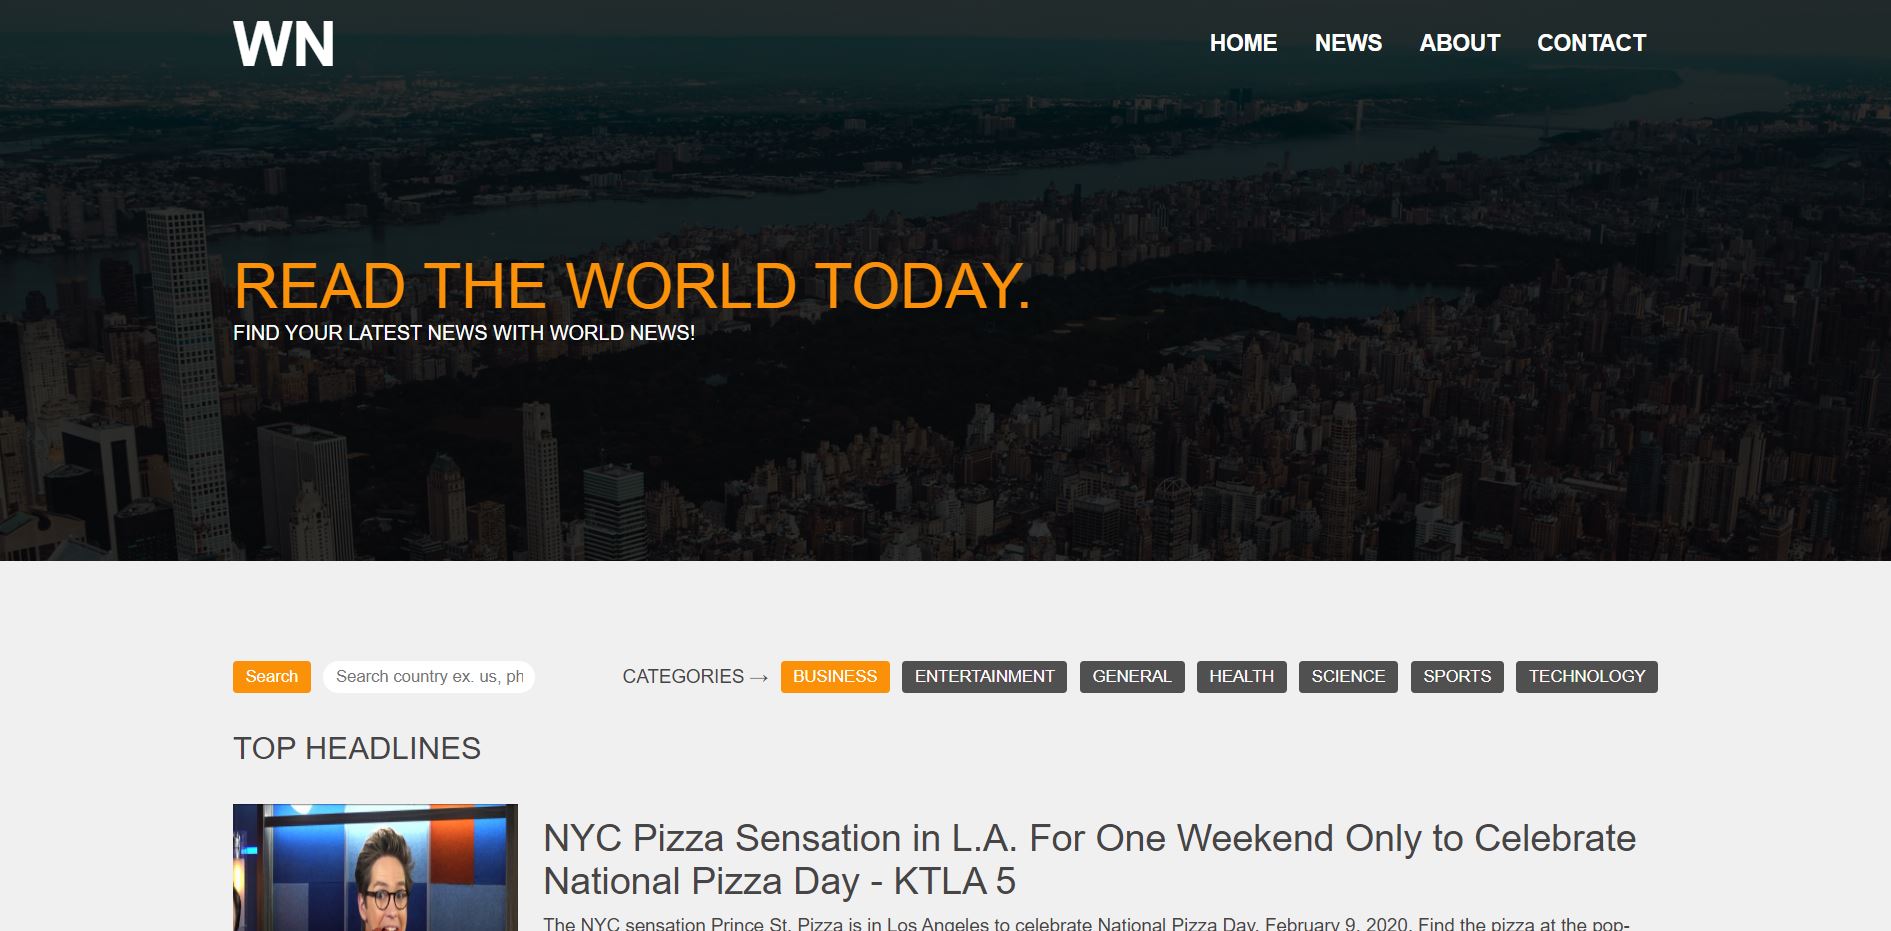 WN
HOME NEWS ABOUT CONTACT
READ THE WORLD TODAY.
FIND YOUR LATEST NEWS WITH WORLD NEWS!
Search Search country ex. us, ph CATEGORIES → BUSINESS ENTERTAINMENT GENERAL HEALTH SCIENCE SPORTS TECHNOLOGY
TOP HEADLINES
NYC Pizza Sensation in L.A. For One Weekend Only to Celebrate
National Pizza Day - KTLA 5
The NYC sensation Prince St. Pizza is in Los Angeles to celebrate National Pizza Day, February 9, 2020. Find the pizza at the pop-